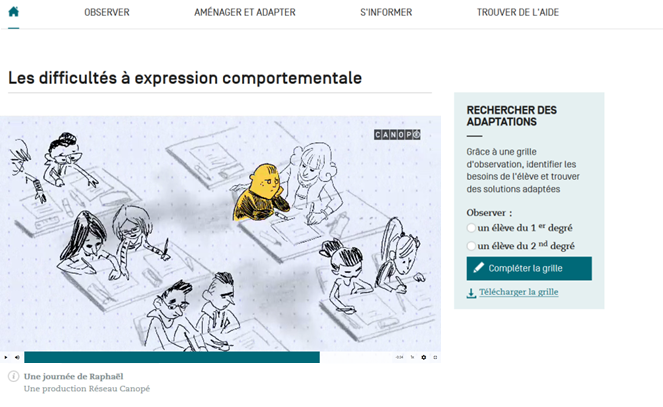 OBSERVER AMÉNAGER ET ADAPTER S'INFORMER TROUVER DE L'AIDE
Les difficultés à expression comportementale
CANOPÉ
Une journée de Raphaël
Une production Réseau Canopé
RECHERCHER DES
ADAPTATIONS
Grâce à une grille
d'observation, identifier les
besoins de l'élève et trouver
des solutions adaptées
Observer :
un élève du 1 er degré
un élève du 2 nd degré
Compléter la grille
Télécharger la grille